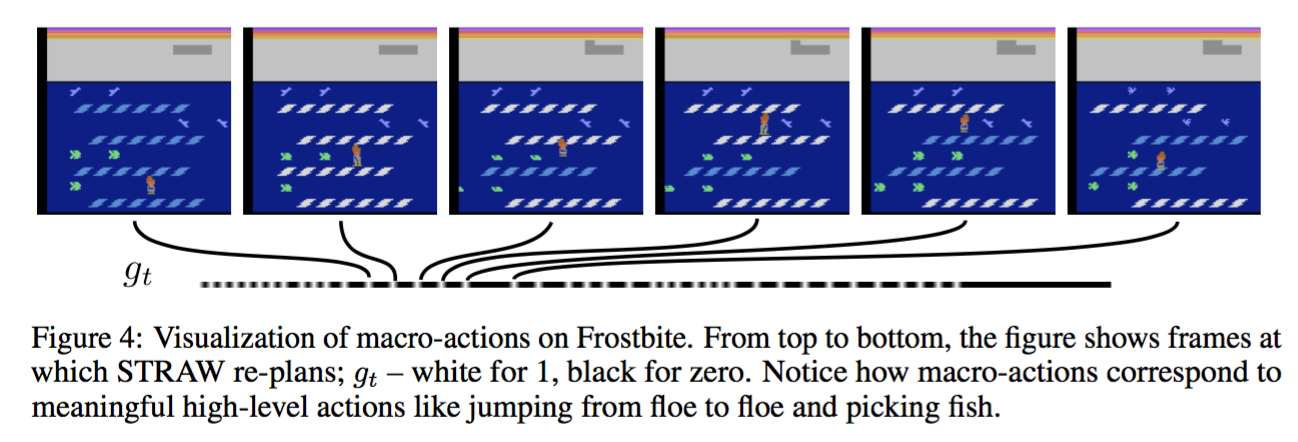 g_t
Figure 4: Visualization of macro-actions on Frostbite. From top to bottom, the figure shows frames at
which STRAW re-plans; g_t – white for 1, black for zero. Notice how macro-actions correspond to
meaningful high-level actions like jumping from floe to floe and picking fish.